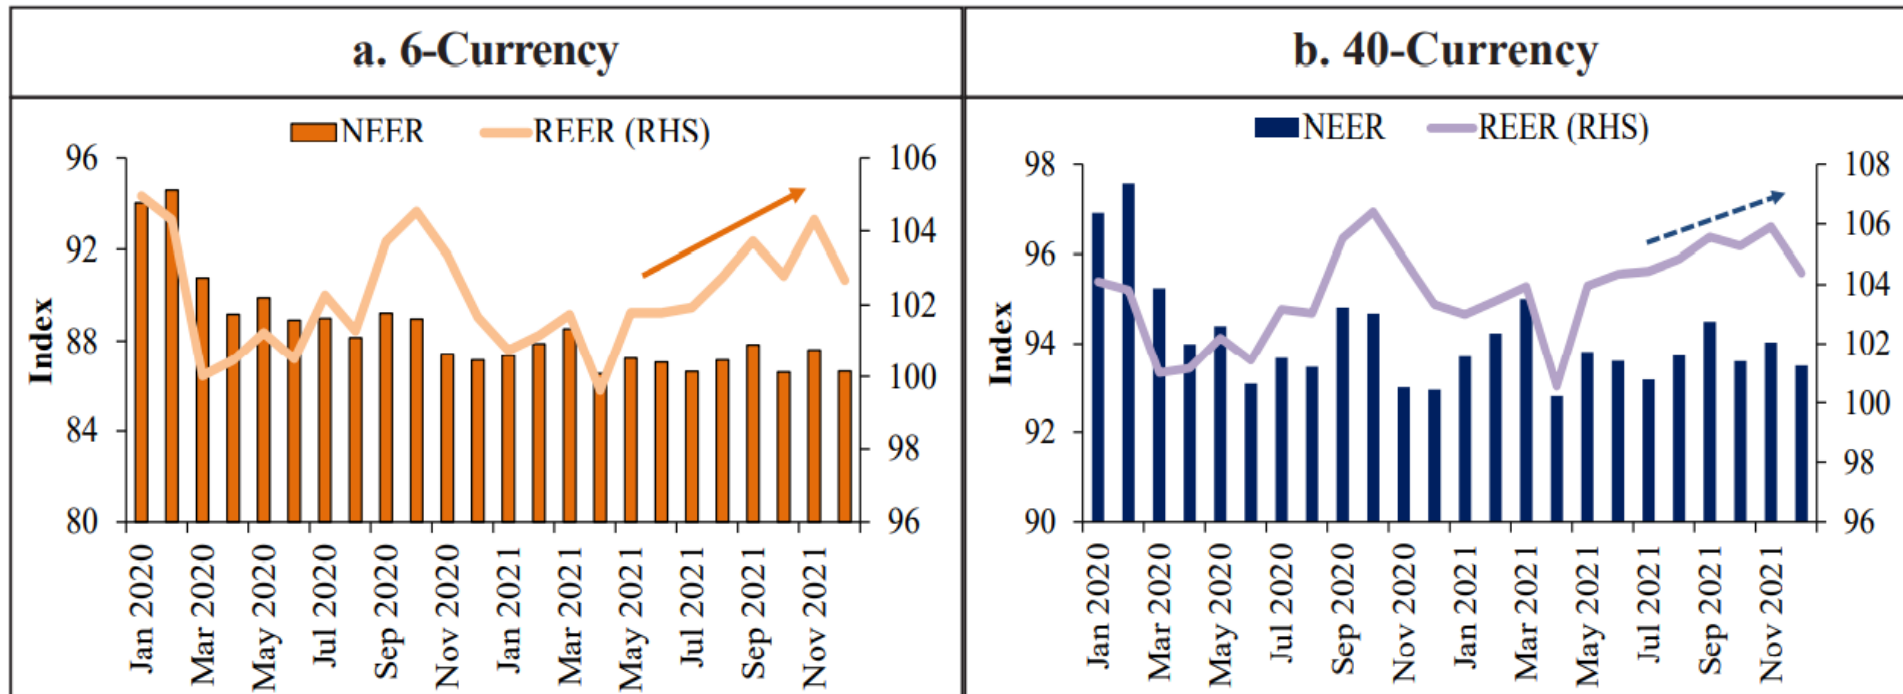 a. 6-Currency
NEER REER (RHS)
96
92
88
84
80
Index
106
104
102
100
98
96
Jan 2020
Mar 2020
May 2020
Jul 2020
Sep 2020
Nov 2020
Jan 2021
Mar 2021
May 2021
Jul 2021
Sep 2021
Nov 2021
b. 40-Currency
NEER REER (RHS)
98
96
94
92
90
Index
108
106
104
102
100
98
96
Jan 2020
Mar 2020
May 2020
Jul 2020
Sep 2020
Nov 2020
Jan 2021
Mar 2021
May 2021
Jul 2021
Sep 2021
Nov 2021